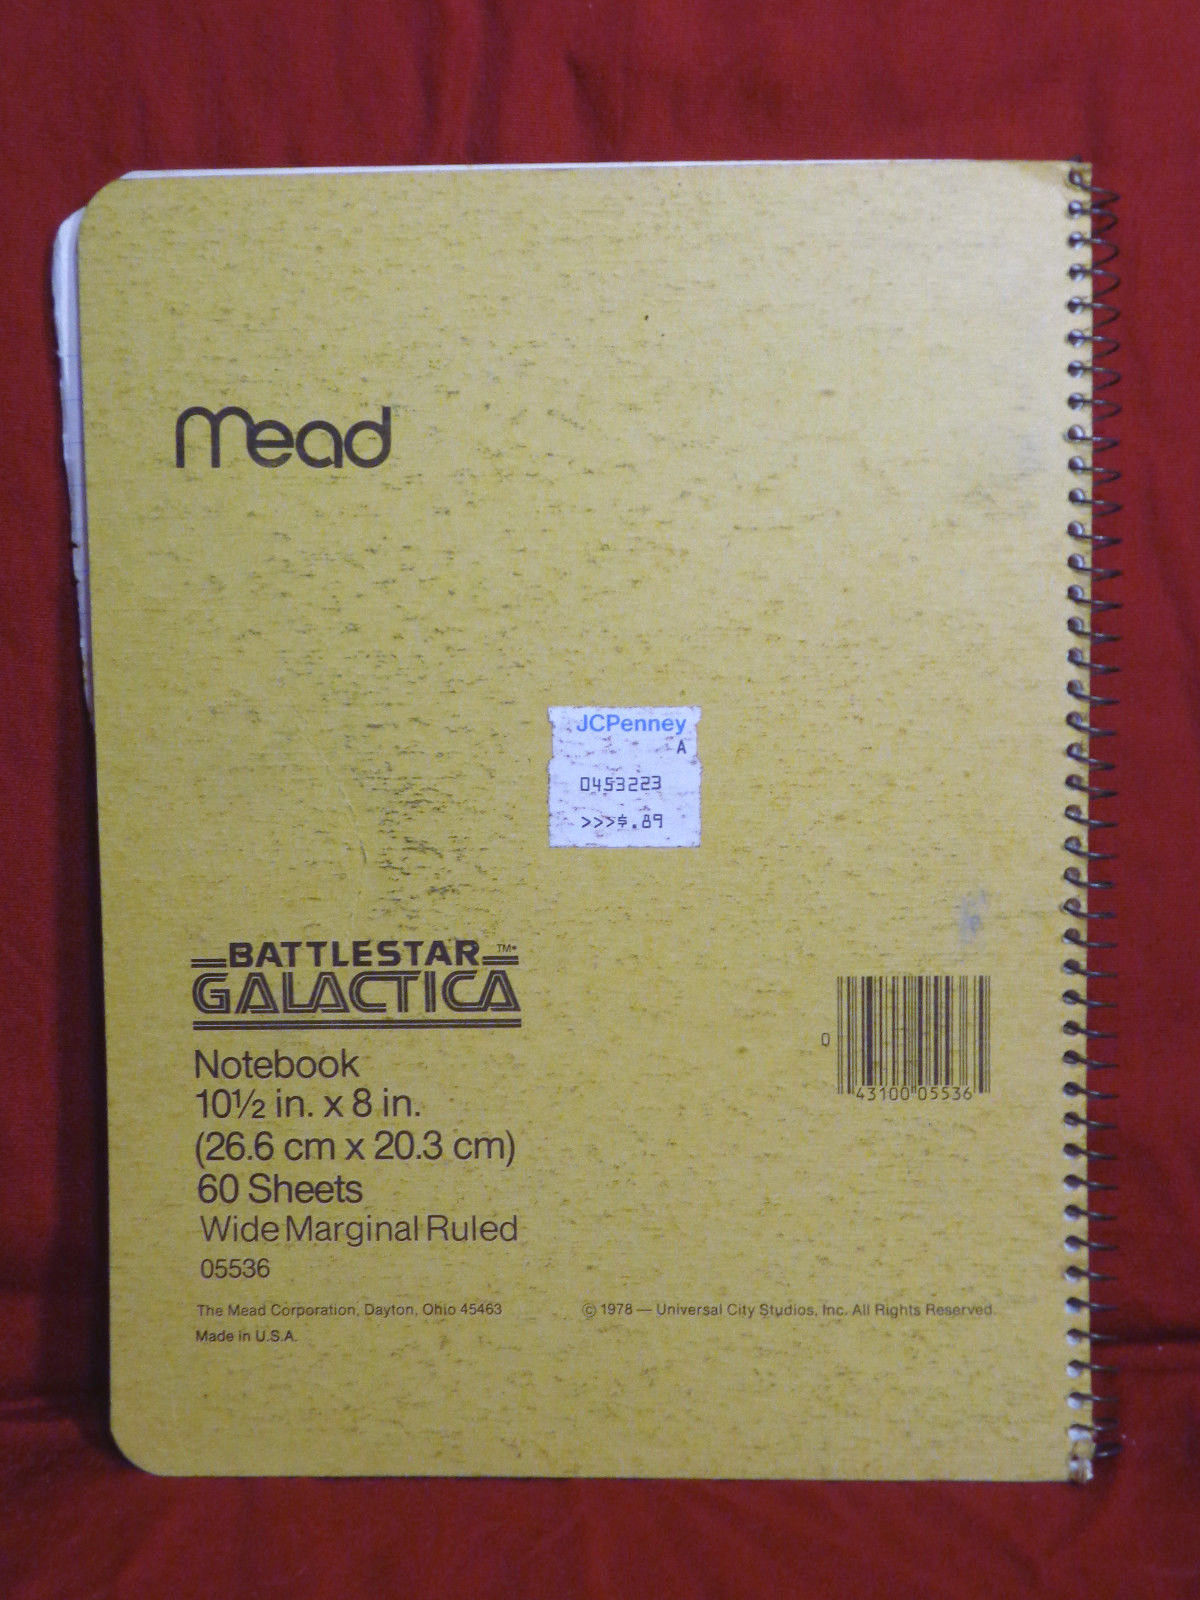 Mead
JCPenney
A
0453223
>>>$.89
BATTLESTAR™*
GALACTICA
Notebook
10½ in. x 8 in.
(26.6 cm x 20.3 cm)
60 Sheets
Wide Marginal Ruled
05536
0 43100 05536
The Mead Corporation, Dayton, Ohio 45463
Made in U.S.A.
© 1978 — Universal City Studios, Inc. All Rights Reserved.